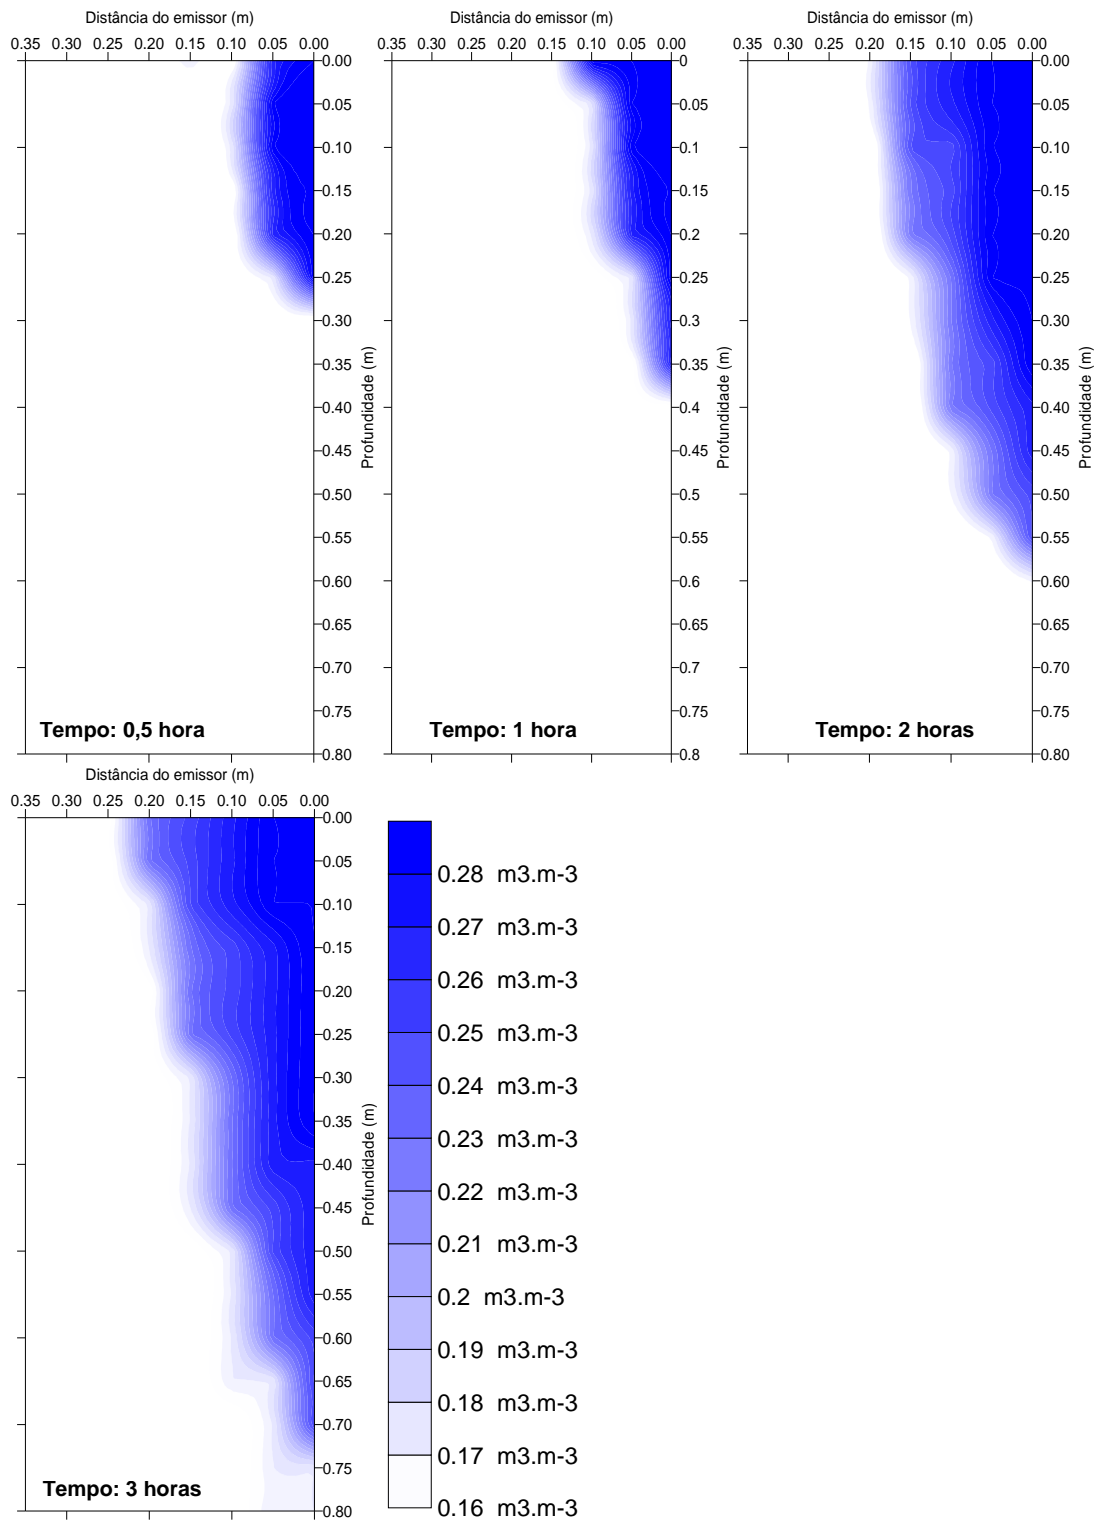 Distância do emissor (m)
0.35 0.30 0.25 0.20 0.15 0.10 0.05 0.00
0.00
0.05
0.10
0.15
0.20
0.25
0.30
0.35
0.40
0.45
0.50
0.55
0.60
0.65
0.70
0.75
0.80
Profundidade (m)
Tempo: 0,5 hora
Distância do emissor (m)
0.35 0.30 0.25 0.20 0.15 0.10 0.05 0.00
0
0.05
0.1
0.15
0.2
0.25
0.3
0.35
0.4
0.45
0.5
0.55
0.6
0.65
0.7
0.75
0.8
Profundidade (m)
Tempo: 1 hora
Distância do emissor (m)
0.35 0.30 0.25 0.20 0.15 0.10 0.05 0.00
0.00
0.05
0.10
0.15
0.20
0.25
0.30
0.35
0.40
0.45
0.50
0.55
0.60
0.65
0.70
0.75
0.80
Profundidade (m)
Tempo: 2 horas
Distância do emissor (m)
0.35 0.30 0.25 0.20 0.15 0.10 0.05 0.00
0.00
0.05
0.10
0.15
0.20
0.25
0.30
0.35
0.40
0.45
0.50
0.55
0.60
0.65
0.70
0.75
0.80
Profundidade (m)
Tempo: 3 horas
0.28 m3.m-3
0.27 m3.m-3
0.26 m3.m-3
0.25 m3.m-3
0.24 m3.m-3
0.23 m3.m-3
0.22 m3.m-3
0.21 m3.m-3
0.2 m3.m-3
0.19 m3.m-3
0.18 m3.m-3
0.17 m3.m-3
0.16 m3.m-3